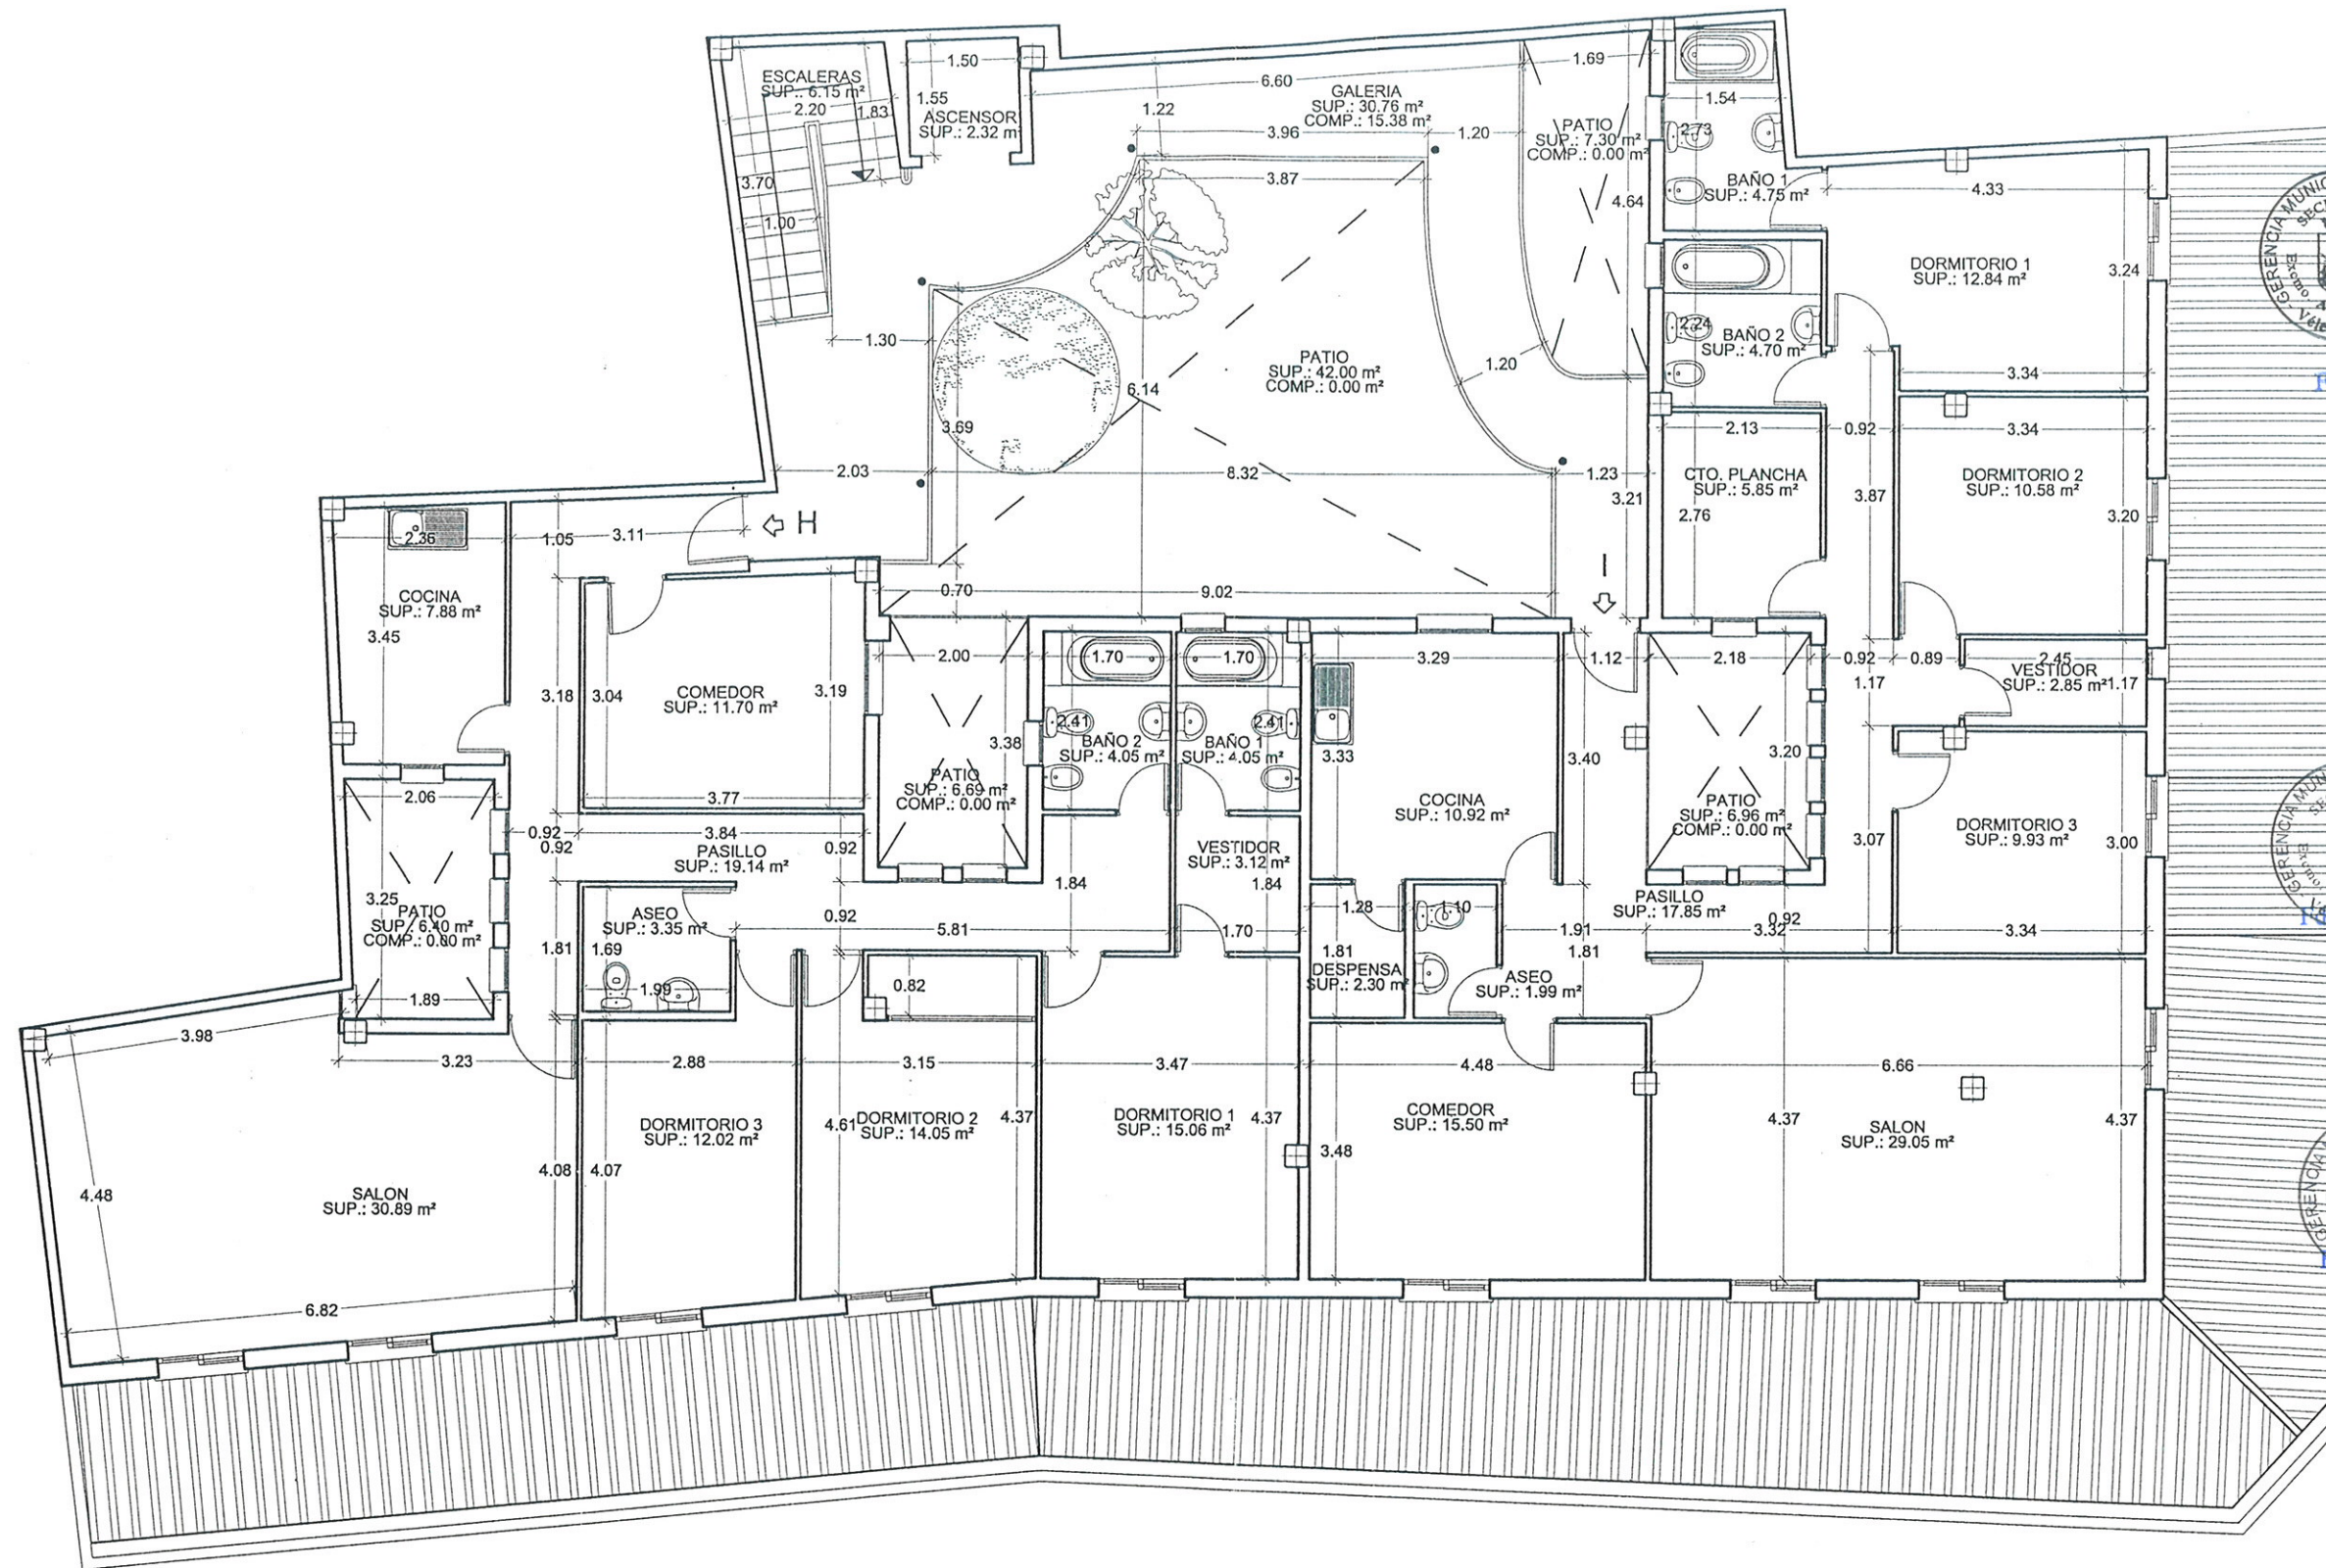 ESCALERAS
SUP.: 6.15 m²
2.20
1.83
3.70
1.00
1.50
1.55
ASCENSOR
SUP.: 2.32 m²
6.60
1.22
GALERIA
SUP.: 30.76 m²
COMP.: 15.38 m²
3.96
1.20
3.87
1.69
PATIO
SUP.: 7.30 m²
COMP.: 0.00 m²
4.64
1.54
2.73
BAÑO 1
SUP.: 4.75 m²
4.33
DORMITORIO 1
SUP.: 12.84 m²
3.24
3.34
2.24
BAÑO 2
SUP.: 4.70 m²
1.30
PATIO
SUP.: 42.00 m²
COMP.: 0.00 m²
1.20
6.14
3.69
2.03
8.32
1.23
3.21
2.13
0.92
3.34
CTO. PLANCHA
SUP.: 5.85 m²
2.76
3.87
DORMITORIO 2
SUP.: 10.58 m²
3.20
2.36
1.05
3.11
H
I
COCINA
SUP.: 7.88 m²
3.45
0.70
9.02
3.18
3.04
COMEDOR
SUP.: 11.70 m²
3.19
3.77
2.00
3.38
PATIO
SUP.: 6.69 m²
COMP.: 0.00 m²
1.70
2.41
BAÑO 2
SUP.: 4.05 m²
1.70
2.41
BAÑO 1
SUP.: 4.05 m²
3.29
3.33
COCINA
SUP.: 10.92 m²
1.12
3.40
2.18
3.20
PATIO
SUP.: 6.96 m²
COMP.: 0.00 m²
0.92
0.89
2.45
VESTIDOR
SUP.: 2.85 m²
1.17
1.17
3.07
DORMITORIO 3
SUP.: 9.93 m²
3.00
3.34
2.06
3.25
PATIO
SUP.: 6.40 m²
COMP.: 0.00 m²
1.89
0.92
0.92
3.84
0.92
PASILLO
SUP.: 19.14 m²
1.81
ASEO
SUP.: 3.35 m²
1.69
1.99
0.92
5.81
1.84
0.82
VESTIDOR
SUP.: 3.12 m²
1.84
1.70
1.28
1.81
DESPENSA
SUP.: 2.30 m²
1.10
ASEO
SUP.: 1.99 m²
1.91
1.81
PASILLO
SUP.: 17.85 m²
0.92
3.32
3.98
3.23
2.88
3.15
3.47
4.48
6.66
4.48
SALON
SUP.: 30.89 m²
4.08
4.07
6.82
DORMITORIO 3
SUP.: 12.02 m²
4.61
DORMITORIO 2
SUP.: 14.05 m²
4.37
DORMITORIO 1
SUP.: 15.06 m²
4.37
COMEDOR
SUP.: 15.50 m²
3.48
4.37
SALON
SUP.: 29.05 m²
4.37
GERENCIA MUNIC
Excmo.
GERENCIA MUNI
GERENCIA